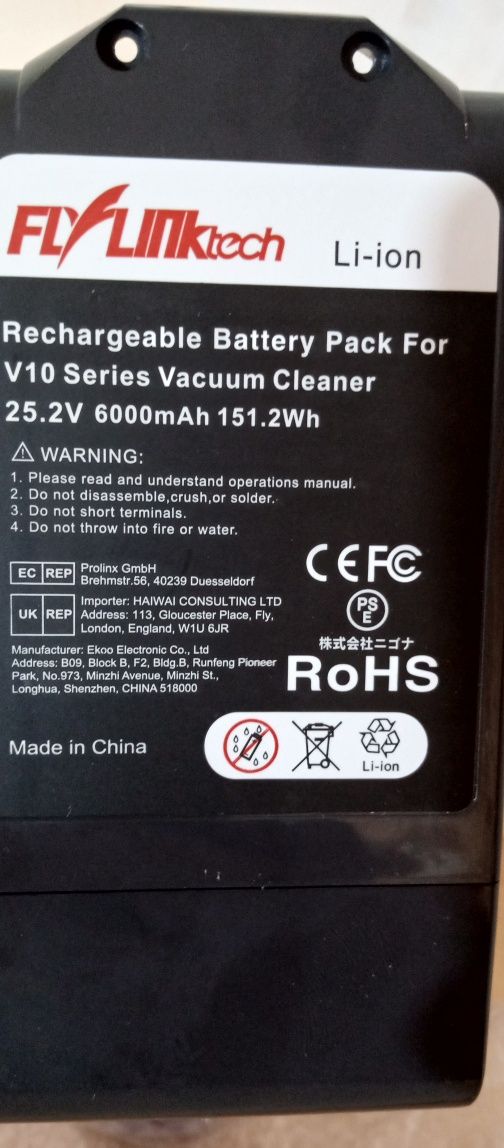 FLYLINKtech
Li-ion
Rechargeable Battery Pack For
V10 Series Vacuum Cleaner
25.2V 6000mAh 151.2Wh
WARNING:
1. Please read and understand operations manual.
2. Do not disassemble,crush,or solder.
3. Do not short terminals.
4. Do not throw into fire or water.
EC REP
Prolinx GmbH
Brehmstr.56, 40239 Duesseldorf
UK REP
Importer: HAIWAI CONSULTING LTD
Address: 113, Gloucester Place, Fly,
London, England, W1U 6JR
Manufacturer: Ekoo Electronic Co., Ltd
Address: B09, Block B, F2, Bldg.B, Runfeng Pioneer
Park, No.973, Minzhi Avenue, Minzhi St.,
Longhua, Shenzhen, CHINA 518000
CE FC
PS
E
株式会社ニゴナ
RoHS
Made in China
Li-ion